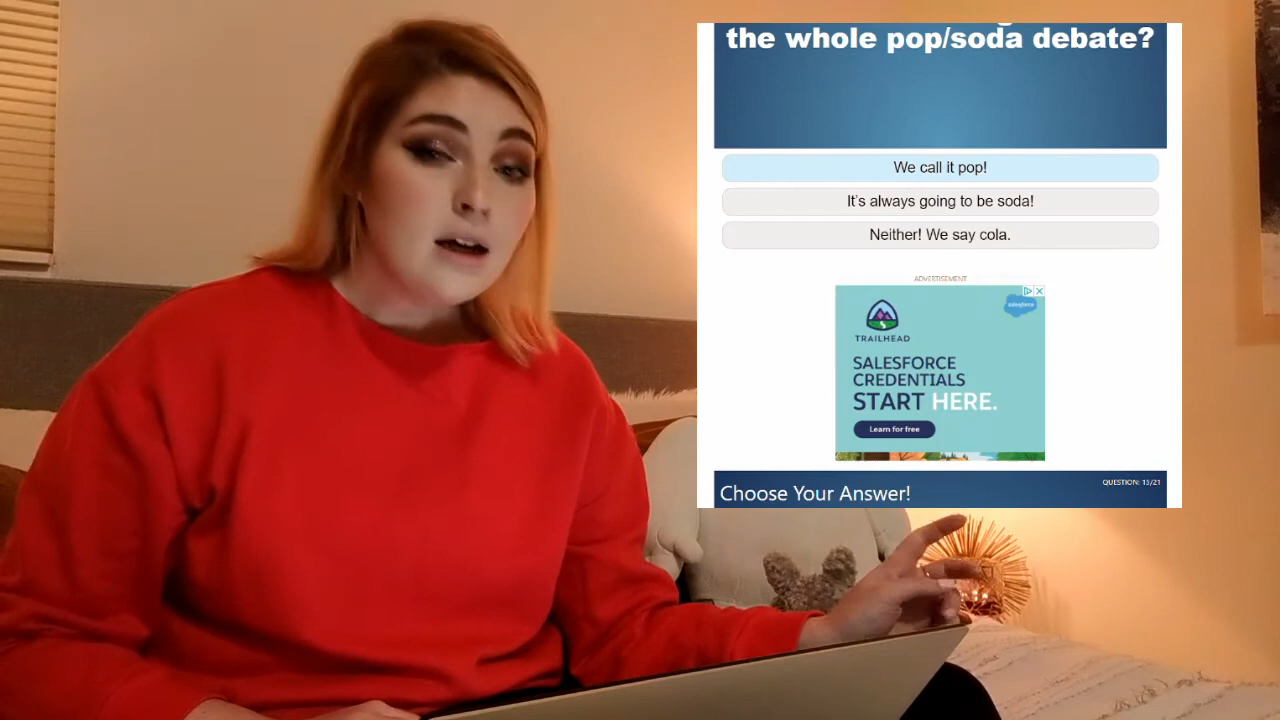 the whole pop/soda debate?
We call it pop!
It's always going to be soda!
Neither! We say cola.
ADVERTISEMENT
salesforce
TRAILHEAD
SALESFORCE
CREDENTIALS
START HERE.
Learn for free
QUESTION: 15/21
Choose Your Answer!